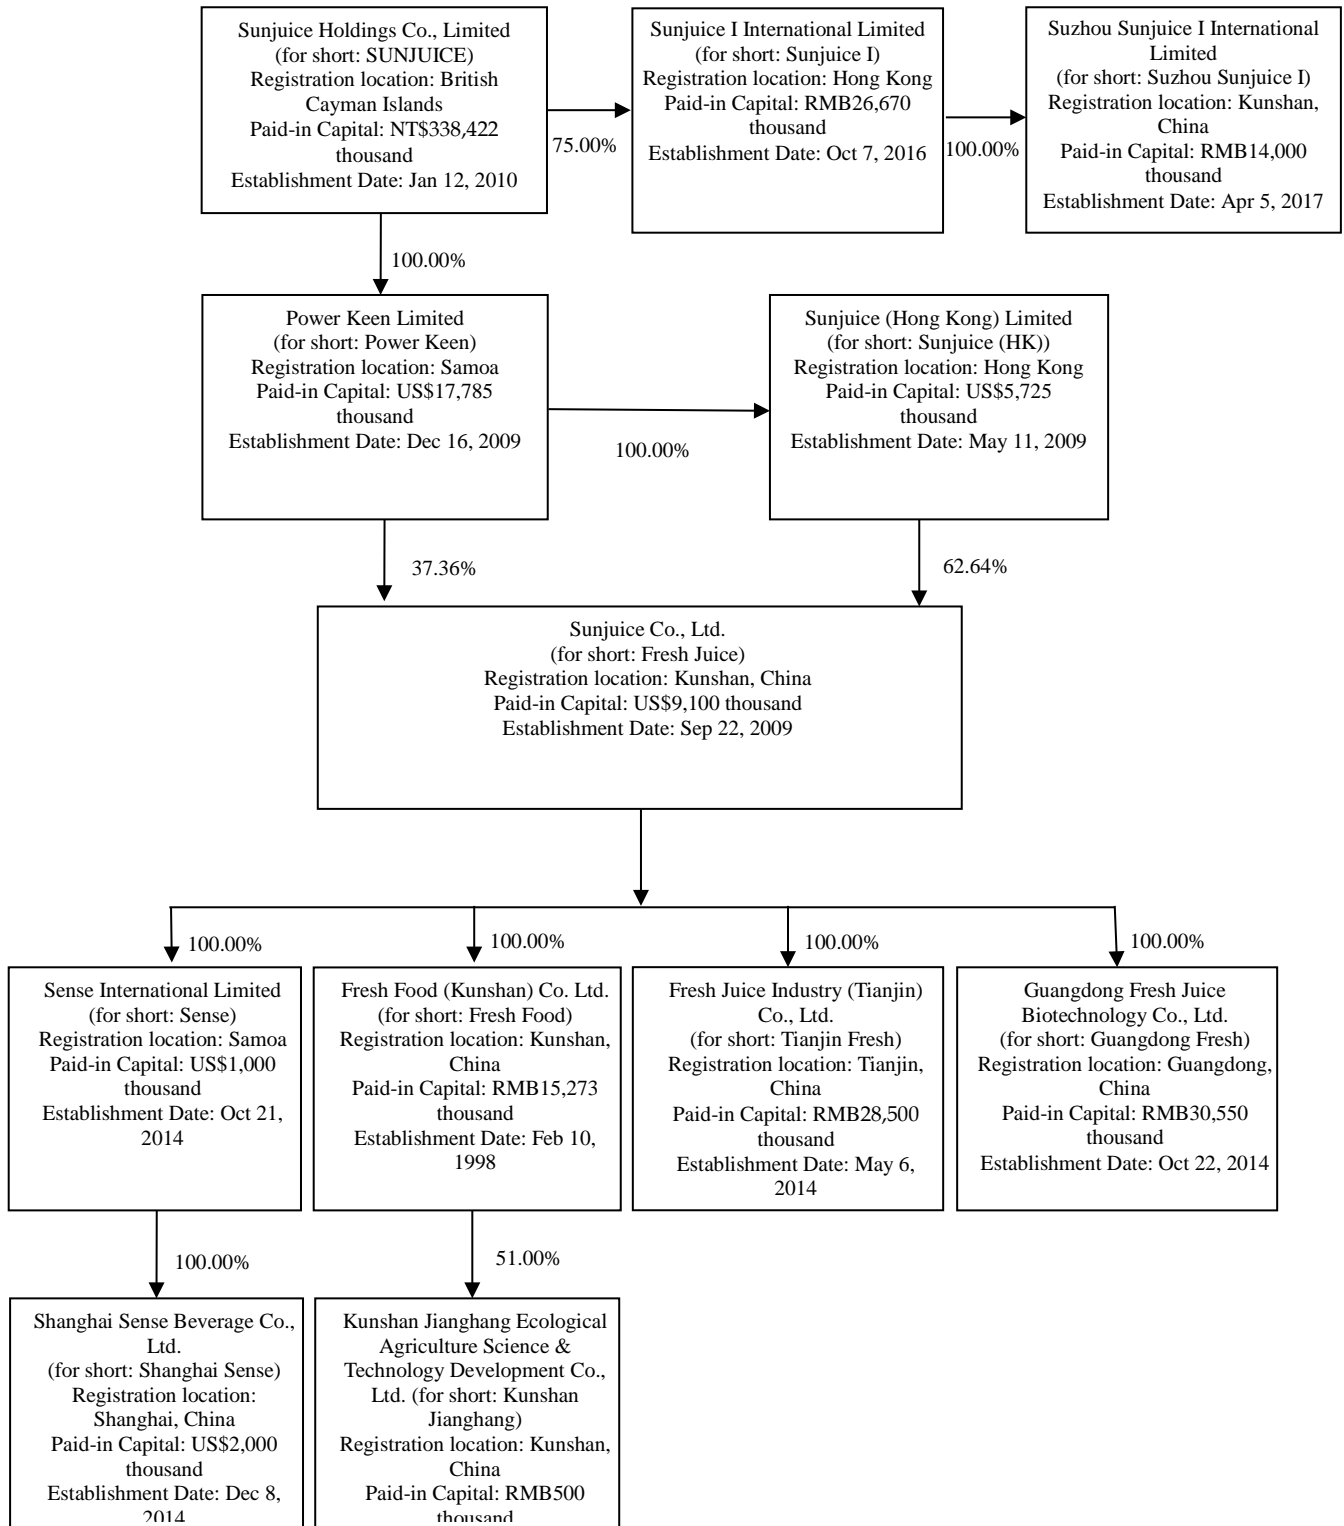 Sunjuice Holdings Co., Limited
(for short: SUNJUICE)
Registration location: British
Cayman Islands
Paid-in Capital: NT$338,422
thousand
Establishment Date: Jan 12, 2010
75.00%
Sunjuice I International Limited
(for short: Sunjuice I)
Registration location: Hong Kong
Paid-in Capital: RMB26,670
thousand
Establishment Date: Oct 7, 2016
100.00%
Suzhou Sunjuice I International
Limited
(for short: Suzhou Sunjuice I)
Registration location: Kunshan,
China
Paid-in Capital: RMB14,000
thousand
Establishment Date: Apr 5, 2017
100.00%
Power Keen Limited
(for short: Power Keen)
Registration location: Samoa
Paid-in Capital: US$17,785
thousand
Establishment Date: Dec 16, 2009
100.00%
Sunjuice (Hong Kong) Limited
(for short: Sunjuice (HK))
Registration location: Hong Kong
Paid-in Capital: US$5,725
thousand
Establishment Date: May 11, 2009
37.36%
62.64%
Sunjuice Co., Ltd.
(for short: Fresh Juice)
Registration location: Kunshan, China
Paid-in Capital: US$9,100 thousand
Establishment Date: Sep 22, 2009
100.00%
100.00%
100.00%
100.00%
Sense International Limited
(for short: Sense)
Registration location: Samoa
Paid-in Capital: US$1,000
thousand
Establishment Date: Oct 21,
2014
Fresh Food (Kunshan) Co. Ltd.
(for short: Fresh Food)
Registration location: Kunshan,
China
Paid-in Capital: RMB15,273
thousand
Establishment Date: Feb 10,
1998
Fresh Juice Industry (Tianjin)
Co., Ltd.
(for short: Tianjin Fresh)
Registration location: Tianjin,
China
Paid-in Capital: RMB28,500
thousand
Establishment Date: May 6,
2014
Guangdong Fresh Juice
Biotechnology Co., Ltd.
(for short: Guangdong Fresh)
Registration location: Guangdong,
China
Paid-in Capital: RMB30,550
thousand
Establishment Date: Oct 22, 2014
100.00%
51.00%
Shanghai Sense Beverage Co.,
Ltd.
(for short: Shanghai Sense)
Registration location:
Shanghai, China
Paid-in Capital: US$2,000
thousand
Establishment Date: Dec 8,
2014
Kunshan Jianghang Ecological
Agriculture Science &
Technology Development Co.,
Ltd. (for short: Kunshan
Jianghang)
Registration location: Kunshan,
China
Paid-in Capital: RMB500
thousand